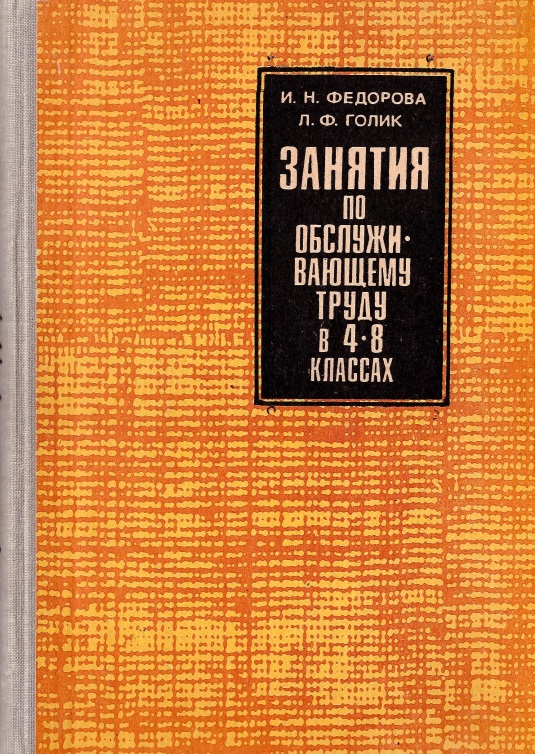 И. Н. ФЕДОРОВА
Л. Ф. ГОЛИК
ЗАНЯТИЯ
ПО
ОБСЛУЖИ-
ВАЮЩЕМУ
ТРУДУ
В 4-8
КЛАССАХ